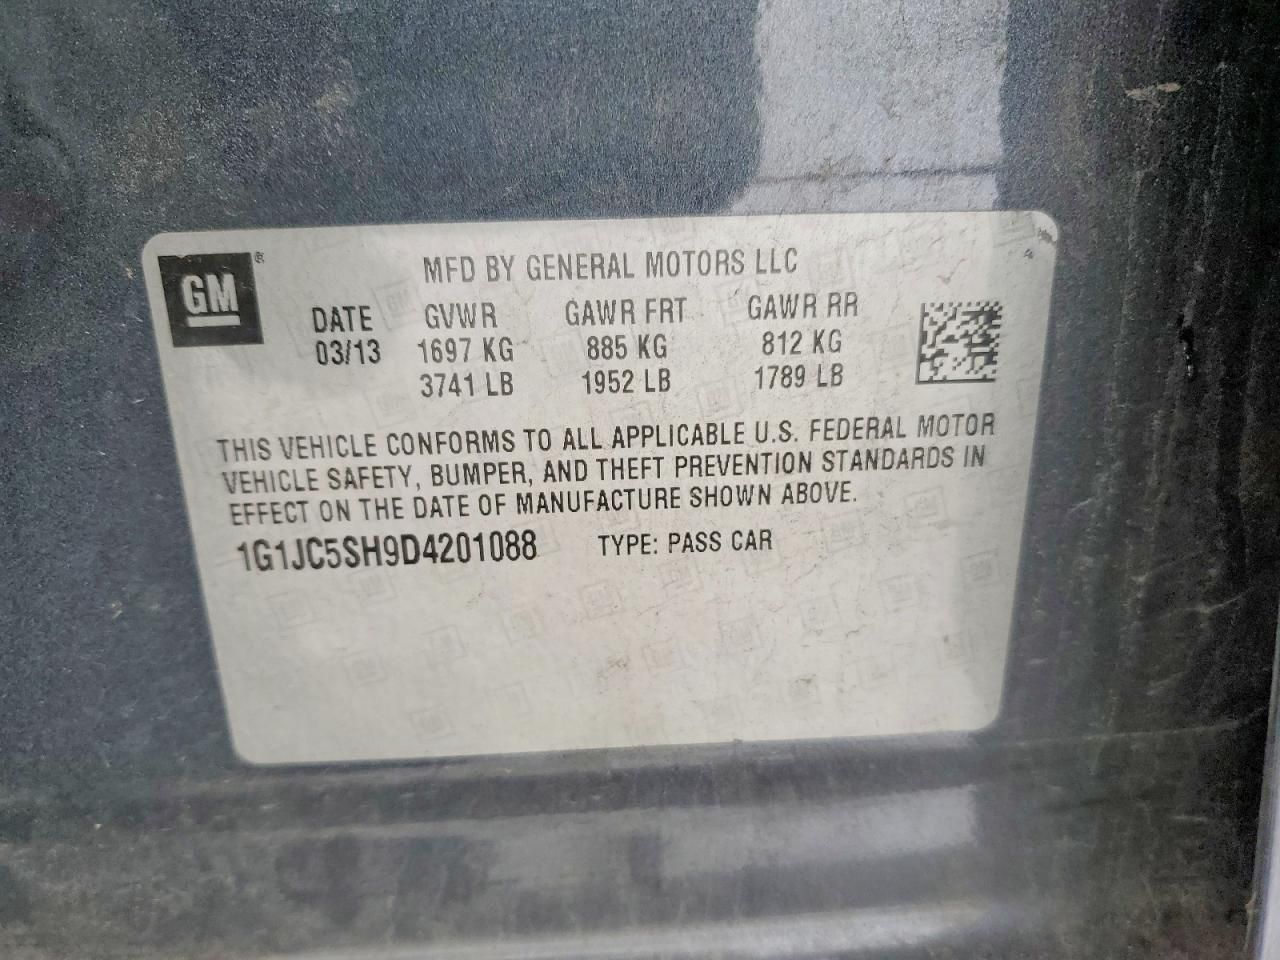 GM
MFD BY GENERAL MOTORS LLC
DATE GVWR GAWR FRT GAWR RR
03/13 1697 KG 885 KG 812 KG
3741 LB 1952 LB 1789 LB
THIS VEHICLE CONFORMS TO ALL APPLICABLE U.S. FEDERAL MOTOR
VEHICLE SAFETY, BUMPER, AND THEFT PREVENTION STANDARDS IN
EFFECT ON THE DATE OF MANUFACTURE SHOWN ABOVE.
1G1JC5SH9D4201088 TYPE: PASS CAR